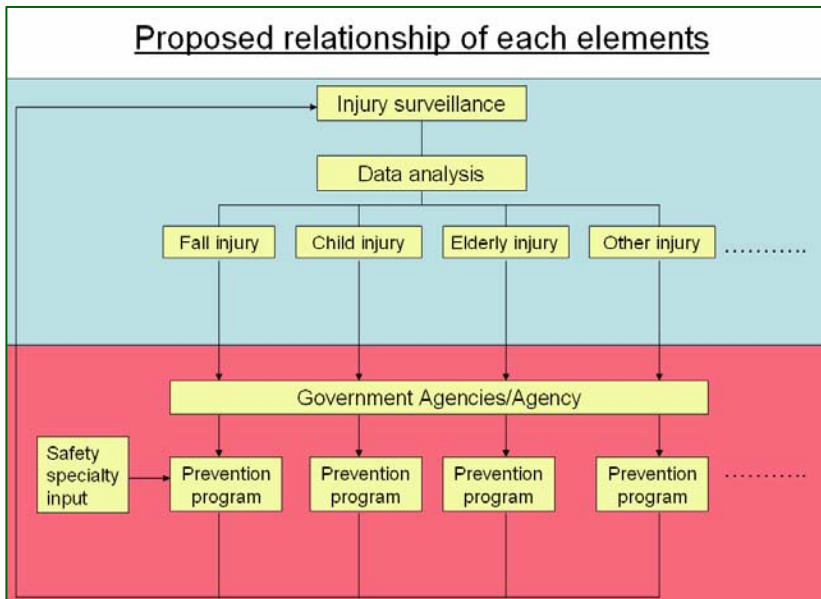 Proposed relationship of each elements
Injury surveillance
Data analysis
Fall injury
Child injury
Elderly injury
Other injury
...........
Government Agencies/Agency
Safety
specialty
input
Prevention
program
Prevention
program
Prevention
program
Prevention
program
...........